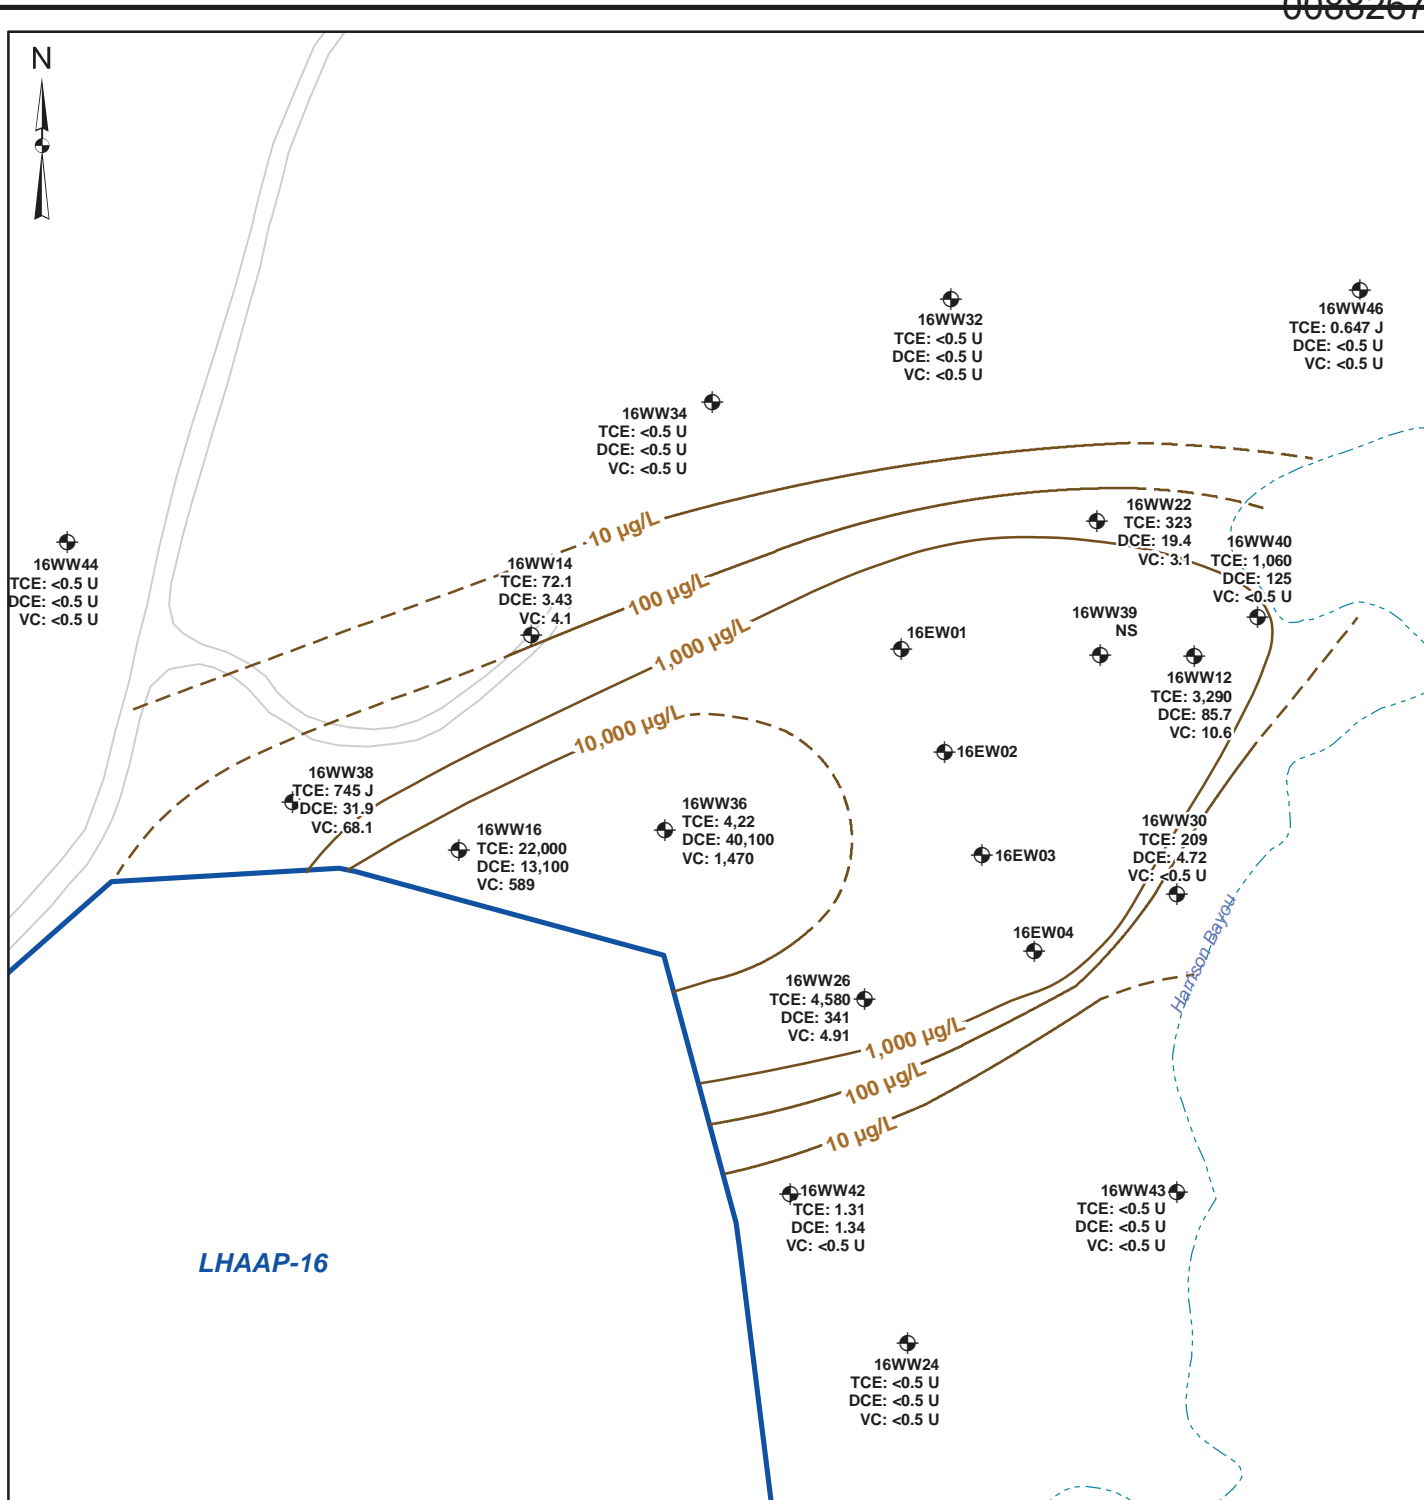 0088267
N
16WW32
TCE: <0.5 U
DCE: <0.5 U
VC: <0.5 U
16WW46
TCE: 0.647 J
DCE: <0.5 U
VC: <0.5 U
16WW34
TCE: <0.5 U
DCE: <0.5 U
VC: <0.5 U
10 µg/L
16WW22
TCE: 323
DCE: 19.4
VC: 3.1
16WW40
TCE: 1,060
DCE: 125
VC: <0.5 U
16WW44
TCE: <0.5 U
DCE: <0.5 U
VC: <0.5 U
16WW14
TCE: 72.1
DCE: 3.43
VC: 4.1
100 µg/L
1,000 µg/L
16EW01
16WW39
NS
16WW12
TCE: 3,290
DCE: 85.7
VC: 10.6
10,000 µg/L
16EW02
16WW38
TCE: 745 J
DCE: 31.9
VC: 68.1
16WW16
TCE: 22,000
DCE: 13,100
VC: 589
16WW36
TCE: 4,22
DCE: 40,100
VC: 1,470
16EW03
16WW30
TCE: 209
DCE: 4.72
VC: <0.5 U
16EW04
Harrison Bayou
16WW26
TCE: 4,580
DCE: 341
VC: 4.91
1,000 µg/L
100 µg/L
10 µg/L
16WW42
TCE: 1.31
DCE: 1.34
VC: <0.5 U
16WW43
TCE: <0.5 U
DCE: <0.5 U
VC: <0.5 U
LHAAP-16
16WW24
TCE: <0.5 U
DCE: <0.5 U
VC: <0.5 U